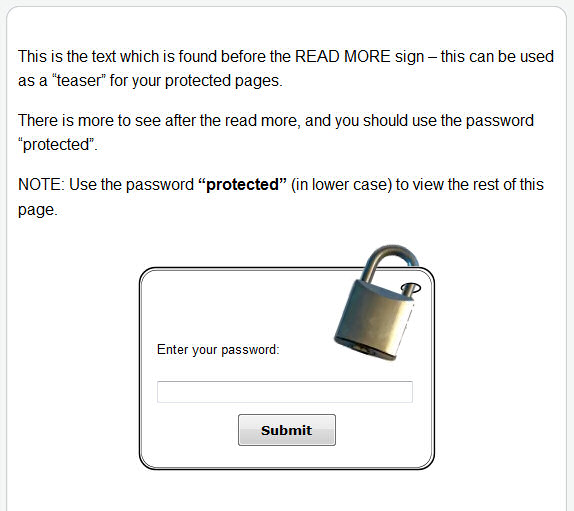 This is the text which is found before the READ MORE sign – this can be used
as a “teaser” for your protected pages.
There is more to see after the read more, and you should use the password
“protected”.
NOTE: Use the password “protected” (in lower case) to view the rest of this
page.
Enter your password:
Submit